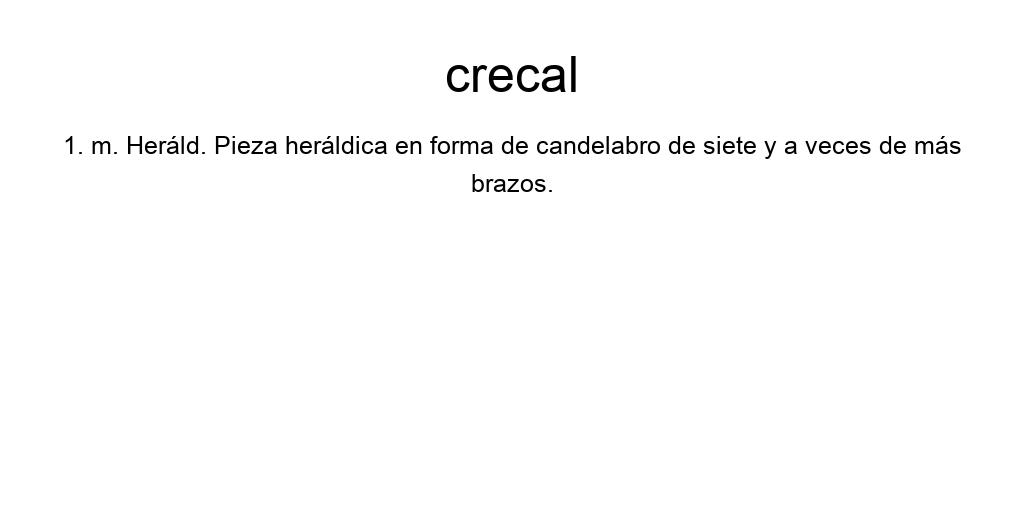 crecal
1. m. Heráld. Pieza heráldica en forma de candelabro de siete y a veces de más
brazos.